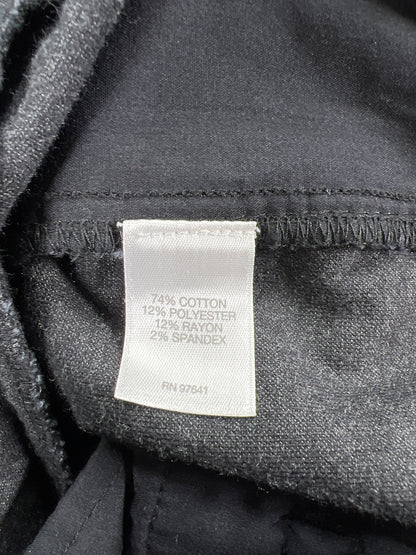 74% COTTON
12% POLYESTER
12% RAYON
2% SPANDEX
RN 97641